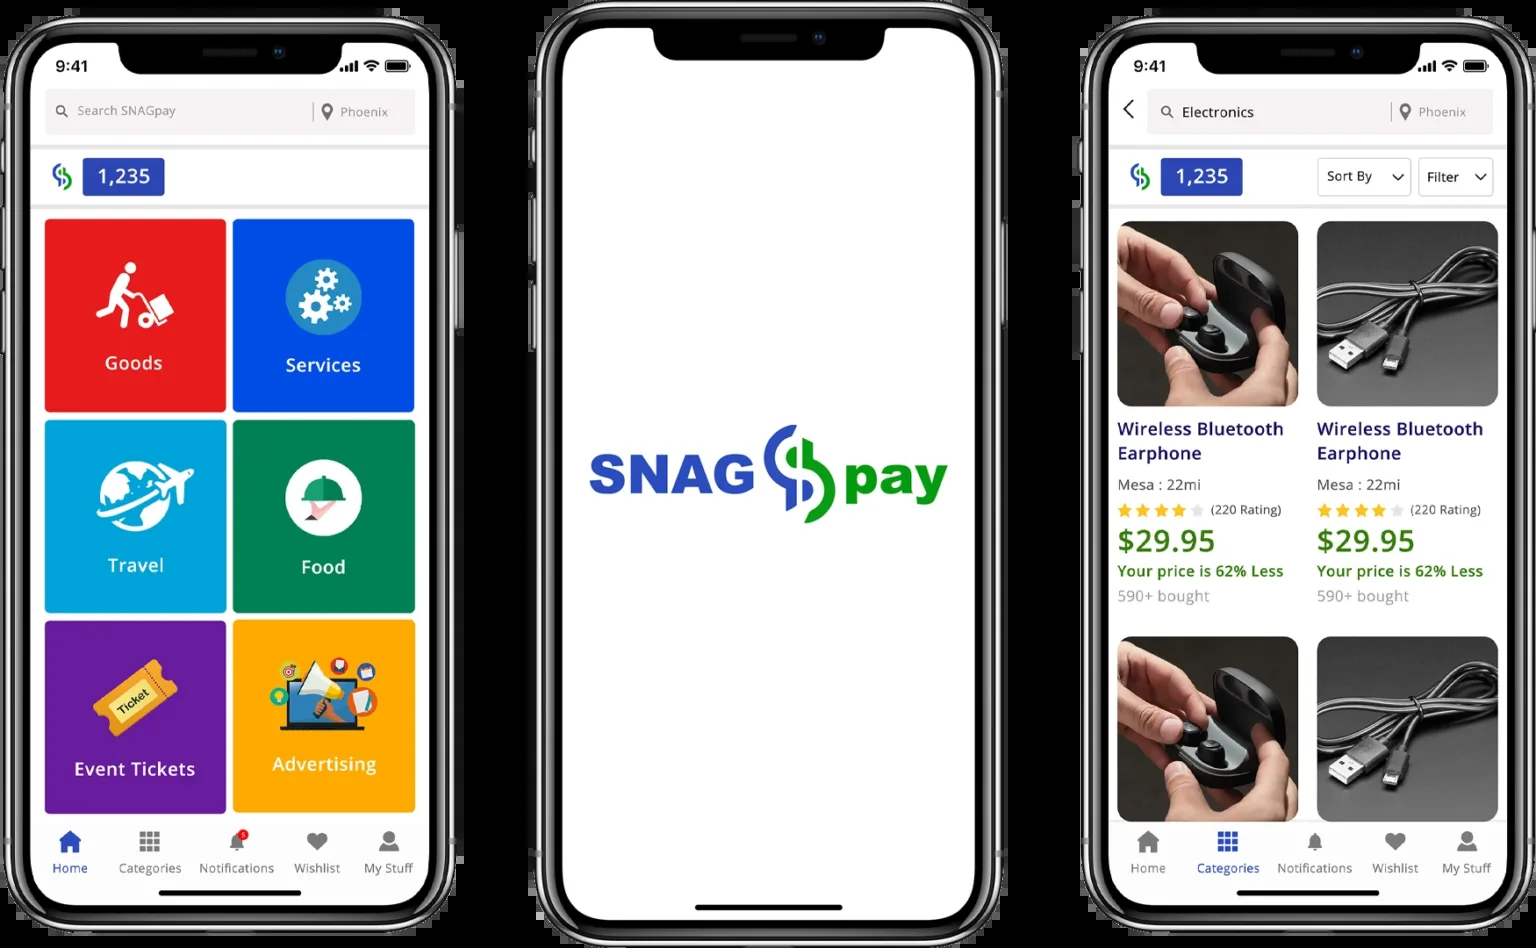 9:41
Search SNAGpay
Phoenix
1,235
Goods
Services
Travel
Food
Ticket
Event Tickets
Advertising
5
Home
Categories
Notifications
Wishlist
My Stuff
SNAG $ pay
9:41
Electronics
Phoenix
1,235
Sort By
Filter
Wireless Bluetooth
Earphone
Mesa : 22mi
(220 Rating)
$29.95
Your price is 62% Less
590+ bought
Wireless Bluetooth
Earphone
Mesa : 22mi
(220 Rating)
$29.95
Your price is 62% Less
590+ bought
Home
Categories
Notifications
Wishlist
My Stuff